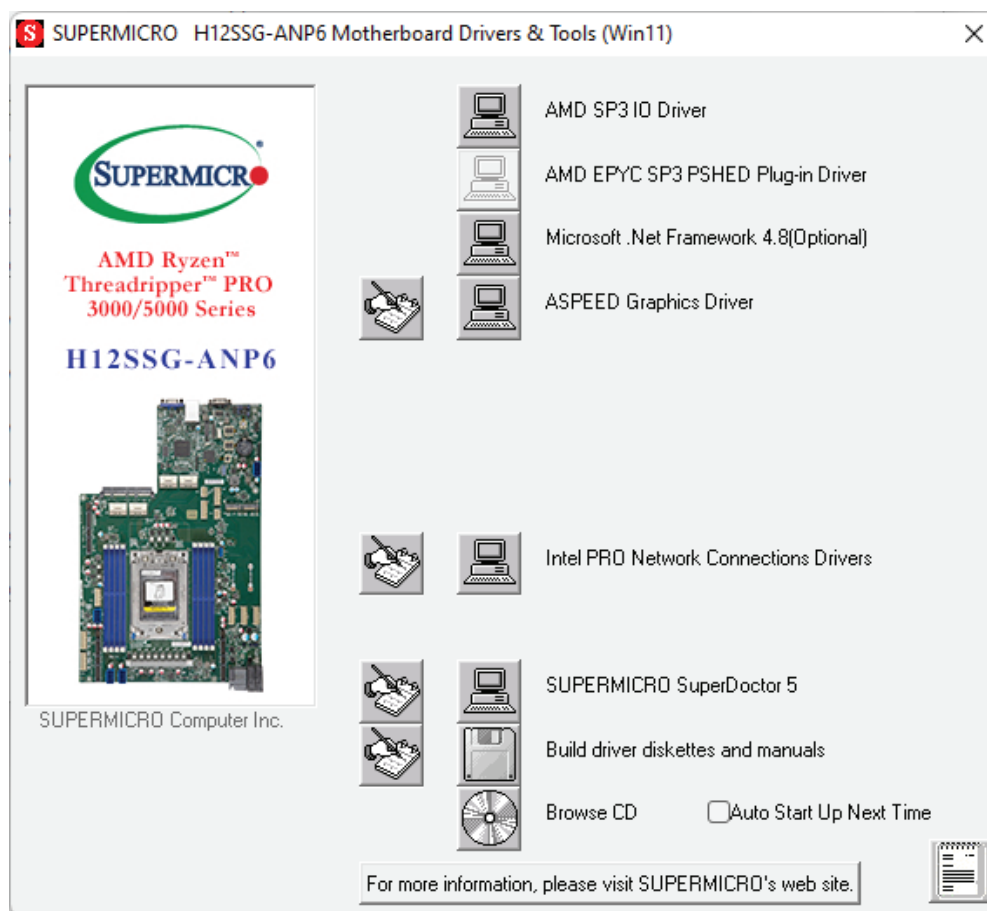 S SUPERMICRO H12SSG-ANP6 Motherboard Drivers & Tools (Win11)
SUPERMICR
AMD Ryzen™
Threadripper™ PRO
3000/5000 Series
H12SSG-ANP6
SUPERMICRO Computer Inc.
AMD SP3 IO Driver
AMD EPYC SP3 PSHED Plug-in Driver
Microsoft .Net Framework 4.8(Optional)
ASPEED Graphics Driver
Intel PRO Network Connections Drivers
SUPERMICRO SuperDoctor 5
Build driver diskettes and manuals
Browse CD Auto Start Up Next Time
For more information, please visit SUPERMICRO's web site.